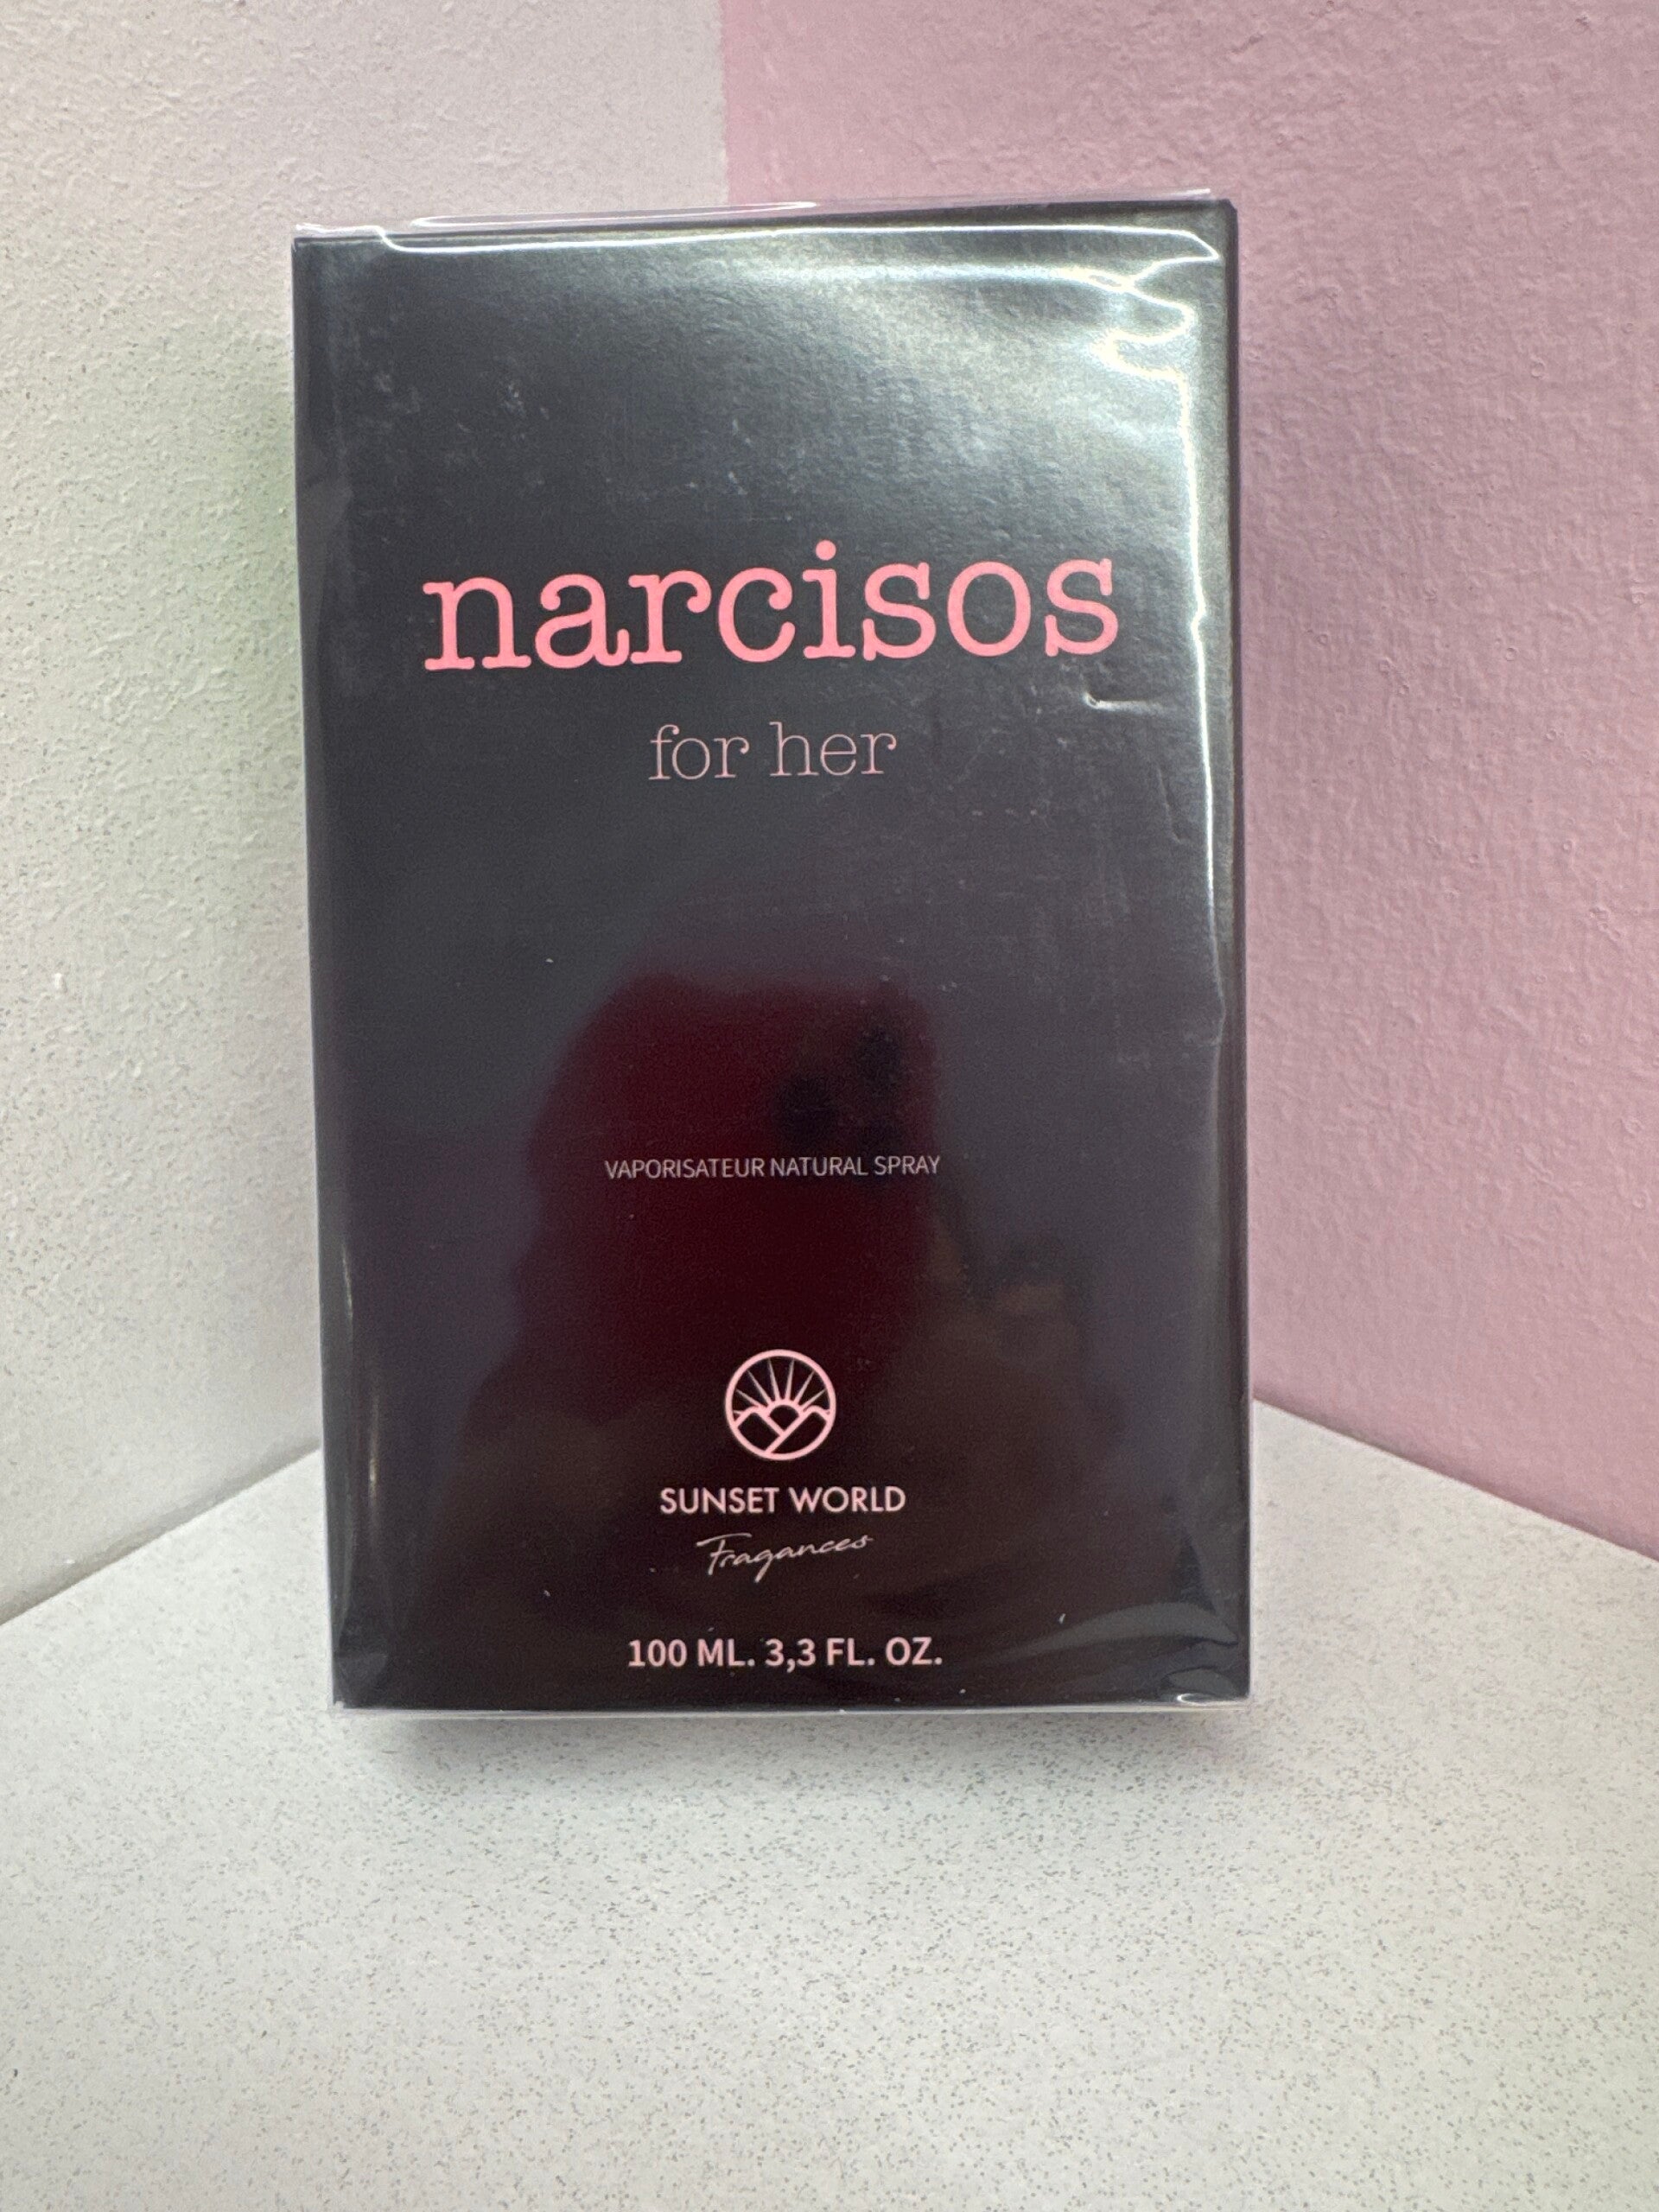 narcisos
for her
VAPORISATEUR NATURAL SPRAY
SUNSET WORLD
Fragances
100 ML. 3,3 FL. OZ.